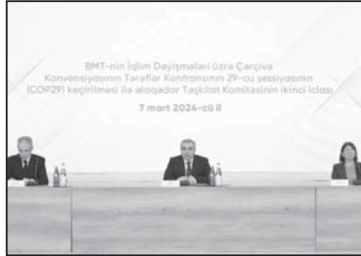 BMT-nin İqlim Dəyişmələri üzrə Çərçivə
Konvensiyasının Tərəflər Konfransının 29-cu sessiyasının
(COP29) keçirilməsi ilə əlaqədar Təşkilat Komitəsinin ikinci iclası
7 mart 2024-cü il